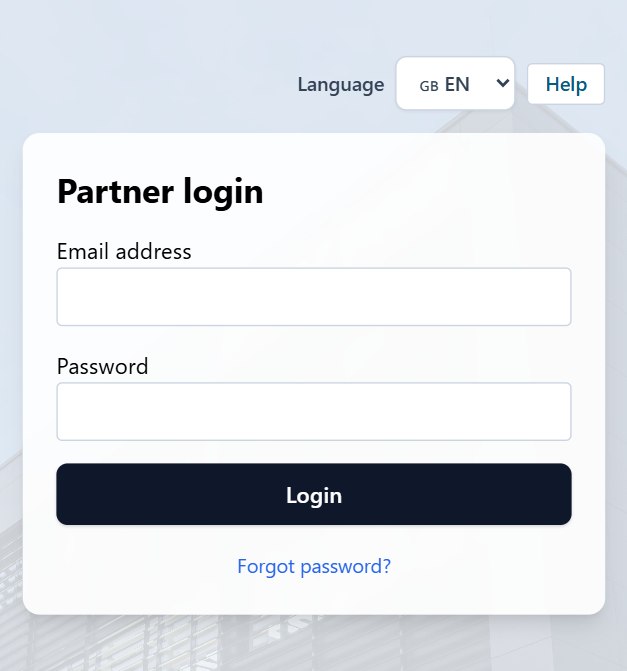 Language GB EN Help
Partner login
Email address
Password
Login
Forgot password?